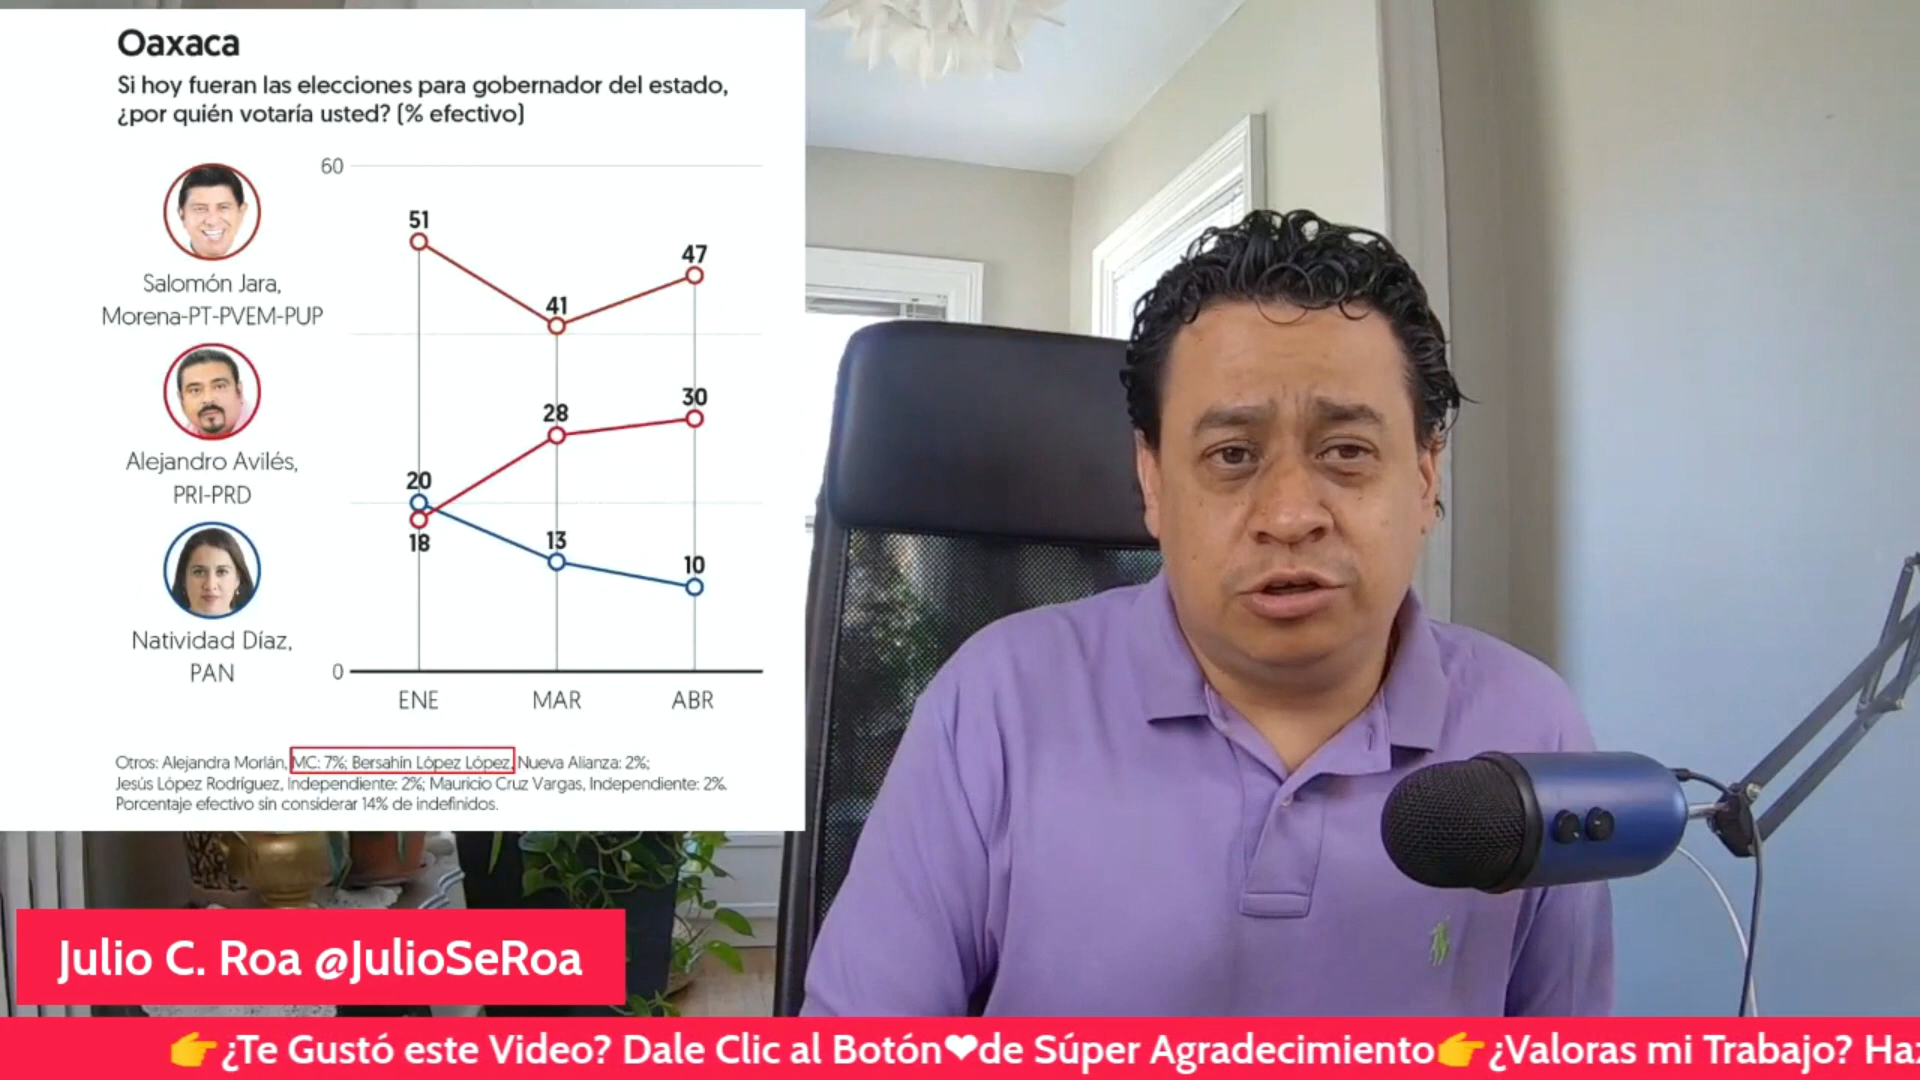 Oaxaca
Si hoy fueran las elecciones para gobernador del estado,
¿por quién votaría usted? (% efectivo)
60
51
47
41
Salomón Jara,
Morena-PT-PVEM-PUP
30
28
Alejandro Avilés,
PRI-PRD
20
18
13
10
Natividad Díaz,
PAN
0
ENE MAR ABR
Otros: Alejandra Morlán, MC: 7%; Bersahín López López, Nueva Alianza: 2%;
Jesús López Rodríguez, Independiente: 2%; Mauricio Cruz Vargas, Independiente: 2%.
Porcentaje efectivo sin considerar 14% de indefinidos.
Julio C. Roa @JulioSeRoa
👉¿Te Gustó este Video? Dale Clic al Botón❤de Súper Agradecimiento👉¿Valoras mi Trabajo? Haz